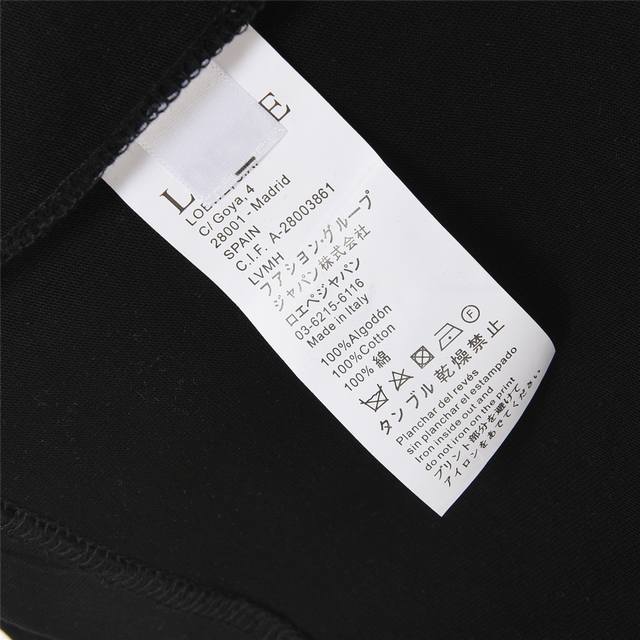 L E
LO
C/ Goya, 4
28001 - Madrid
SPAIN
C.I.F. A-28003861
LVMH
ファション.グループ
ジャパン株式会社
ロエベジャパン
03-6215-6116
Made in Italy
100%Algodón
100%Cotton
100% 綿
F
タンブル乾燥禁止
Planchar del revés
sin planchar el estampado
Iron inside out and
do not iron on the print
プリント部分を避けて
アイロンをあてください.